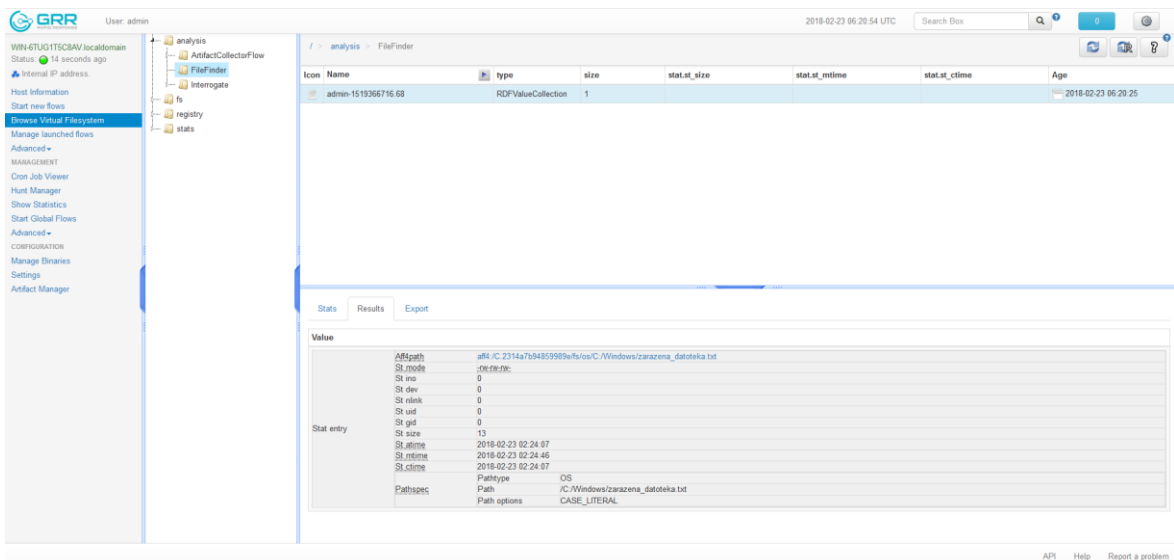 GRR
User: admin
2018-02-23 06:20:54 UTC
Search Box
0
WIN-6TUG1T5C8AV.localdomain
Status: 14 seconds ago
Internal IP address.
Host Information
Start new flows
Browse Virtual Filesystem
Manage launched flows
Advanced
MANAGEMENT
Cron Job Viewer
Hunt Manager
Show Statistics
Start Global Flows
Advanced
CONFIGURATION
Manage Binaries
Settings
Artifact Manager
analysis
ArtifactCollectorFlow
FileFinder
Interrogate
fs
registry
stats
/ > analysis > FileFinder
Icon Name type size stat.st_size stat.st_mtime stat.st_ctime Age
admin-1519366716.68 RDFValueCollection 1 2018-02-23 06:20:25
Stats Results Export
Value
Stat entry
Aff4path aff4:/C.2314a7b94859989e/fs/os/C:/Windows/zarazena_datoteka.txt
St mode -rw-rw-rw-
St ino 0
St dev 0
St nlink 0
St uid 0
St gid 0
St size 13
St atime 2018-02-23 02:24:07
St mtime 2018-02-23 02:24:46
St ctime 2018-02-23 02:24:07
Pathspec
Pathtype OS
Path /C:/Windows/zarazena_datoteka.txt
Path options CASE_LITERAL
API Help Report a problem